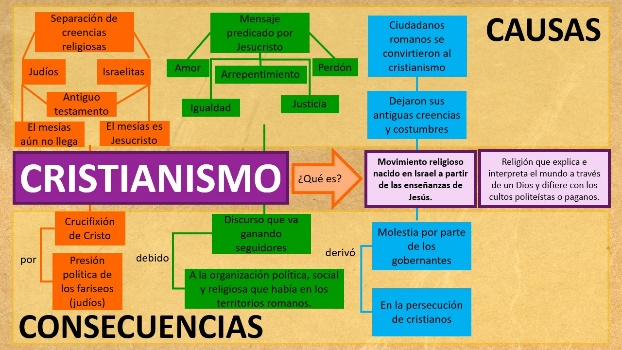 CAUSAS
Separación de
creencias
religiosas
Judíos
Israelitas
Antiguo
testamento
El mesías
aún no llega
El mesías es
Jesucristo
Mensaje
predicado por
Jesucristo
Amor
Arrepentimiento
Perdón
Igualdad
Justicia
Ciudadanos
romanos se
convirtieron al
cristianismo
Dejaron sus
antiguas creencias
y costumbres
CRISTIANISMO
¿Qué es?
Movimiento religioso
nacido en Israel a partir
de las enseñanzas de
Jesús.
Religión que explica e
interpreta el mundo a través
de un Dios y difiere con los
cultos politeístas o paganos.
Crucifixión
de Cristo
por
Presión
política de
los fariseos
(judíos)
Discurso que va
ganando
seguidores
debido
A la organización política, social
y religiosa que había en los
territorios romanos.
Molestia por parte
de los
gobernantes
derivó
En la persecución
de cristianos
CONSECUENCIAS